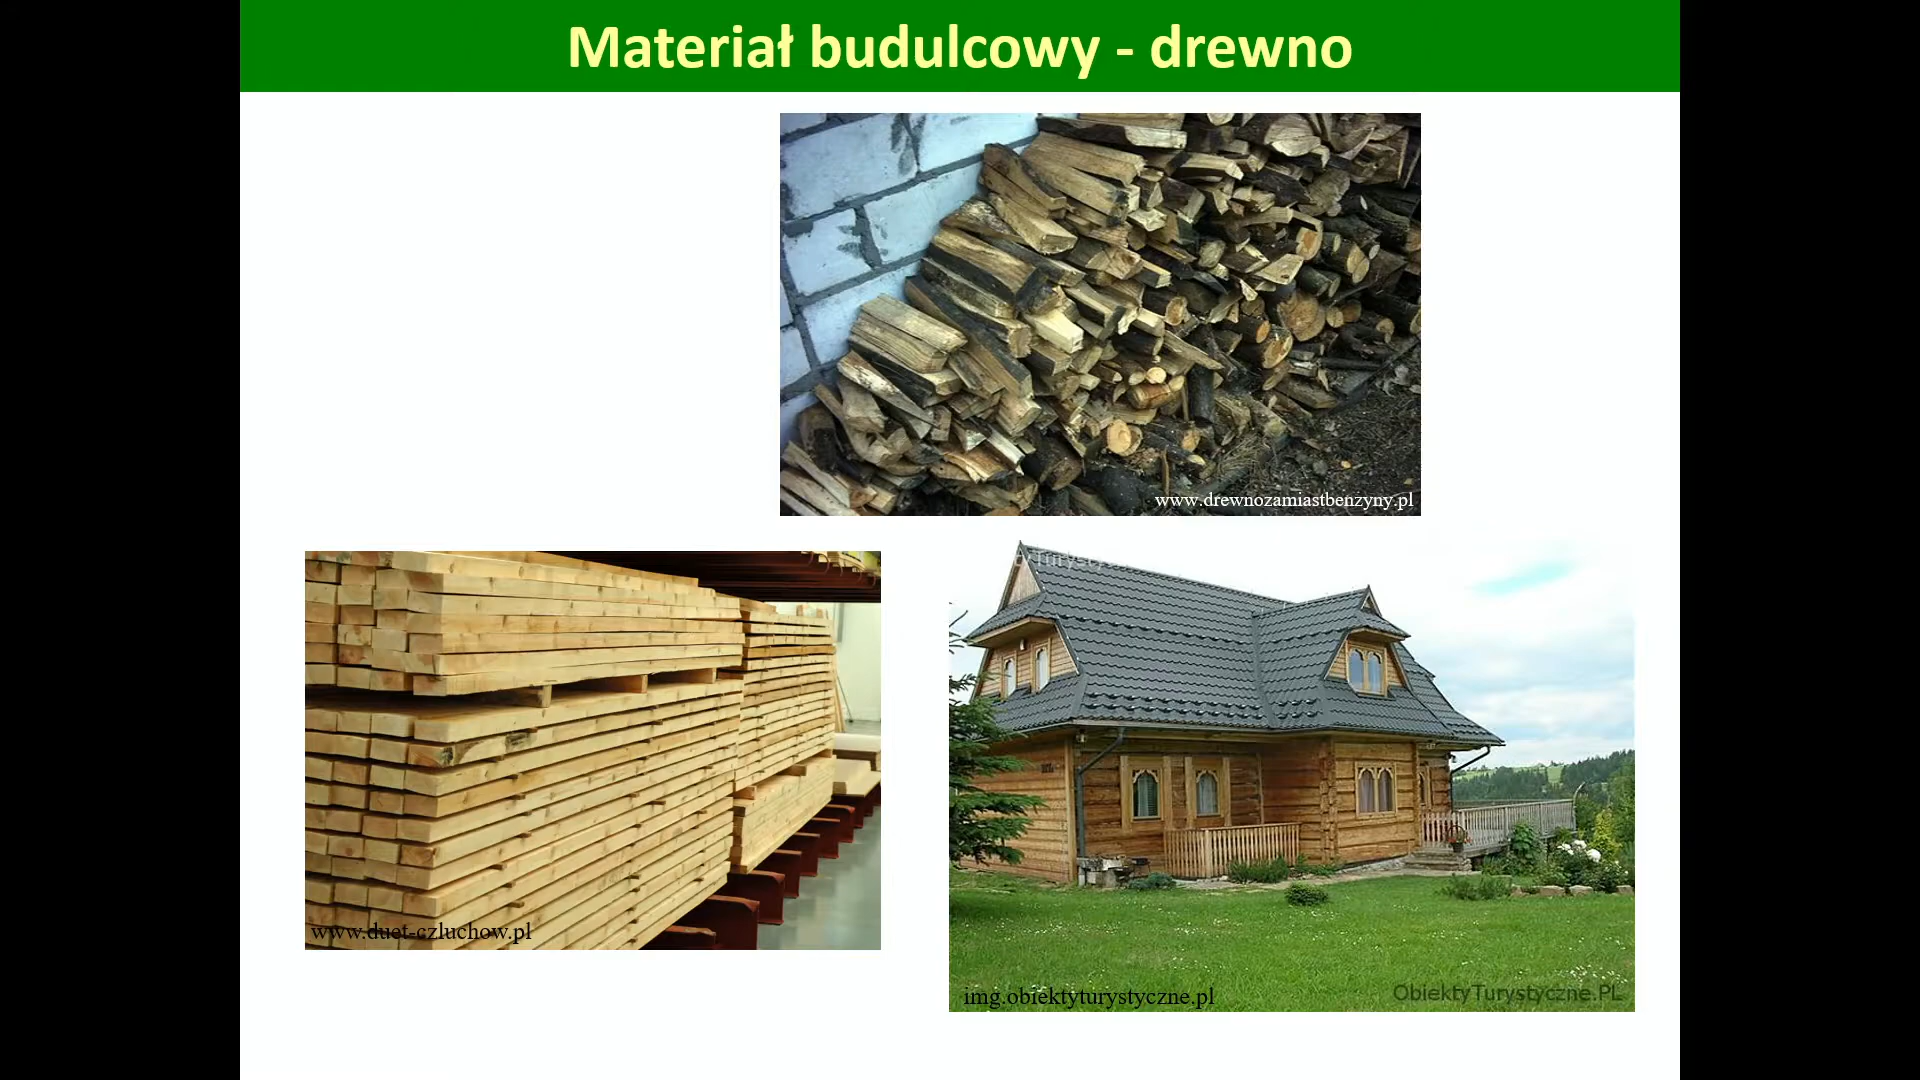 Materiał budulcowy - drewno
www.drewnozamiastbenzyny.pl
www.duet-czluchow.pl
img.obiektyturystyczne.pl
ObiektyTurystyczne.PL